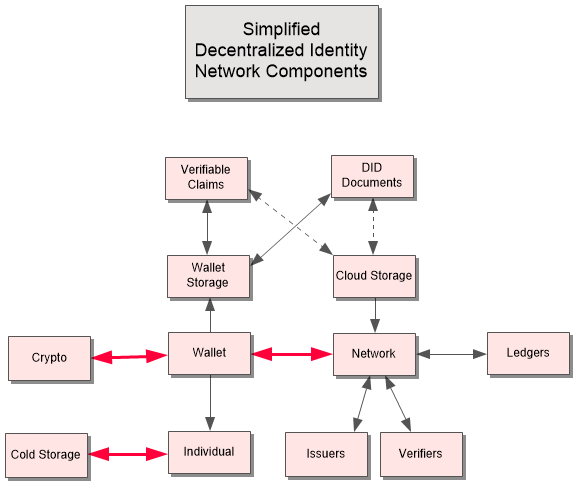 Simplified
Decentralized Identity
Network Components
Verifiable
Claims
DID
Documents
Wallet
Storage
Cloud Storage
Crypto
Wallet
Network
Ledgers
Cold Storage
Individual
Issuers
Verifiers